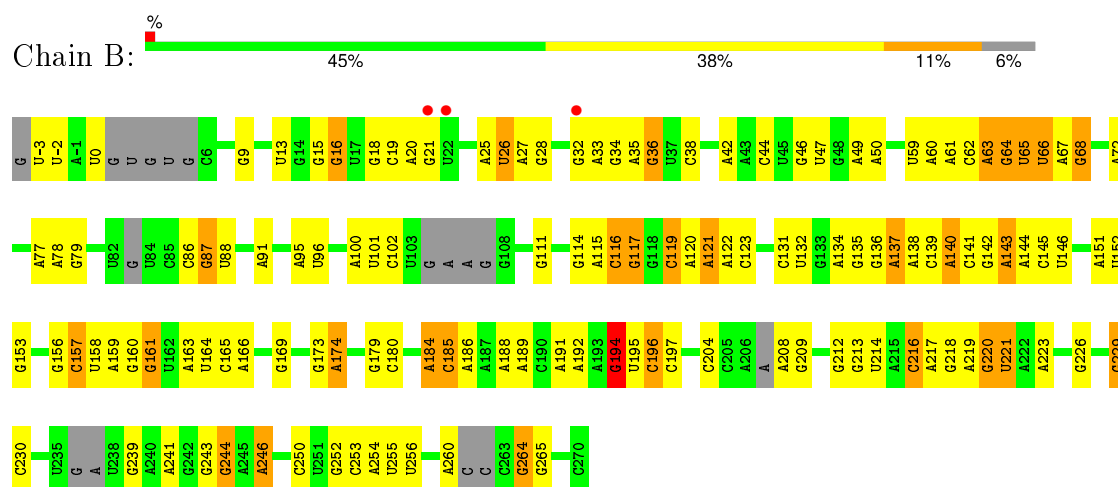 %
Chain B:
45% 38% 11% 6%
G U-3 U-2 A-1 U0 G U G U G C6 G9 U13 G14 G15 G16 U17 G18 C19 A20 G21 U22 A25 U26 A27 G28 G32 A33 G34 A35 G36 U37 C38 A42 A43 C44 U45 G46 U47 G48 A49 A50 U59 A60 A61 C62 A63 G64 U65 U66 A67 G68 A72
A77 A78 G79 U82 G U84 C85 C86 G87 U88 A91 A95 U96 A100 U101 C102 U103 G A A G G108 G111 G114 A115 C116 G117 G118 C119 A120 A121 A122 C123 C131 U132 G133 A134 G135 G136 A137 A138 C139 A140 C141 G142 A143 A144 C145 U146 A151 U152
G153 G156 C157 U158 A159 G160 G161 U162 A163 U164 C165 A166 G169 G173 A174 G179 C180 A184 C185 A186 A187 A188 A189 C190 A191 A192 A193 G194 U195 C196 C197 C204 C205 A206 A A208 G209 G212 G213 U214 A215 C216 A217 G218 A219 G220 U221 A222 A223 G226
C230 U235 G A U238 G239 A240 A241 G242 G243 G244 A245 A246 C250 U251 G252 C253 A254 U255 U256 A260 C C C263 G264 G265 U270